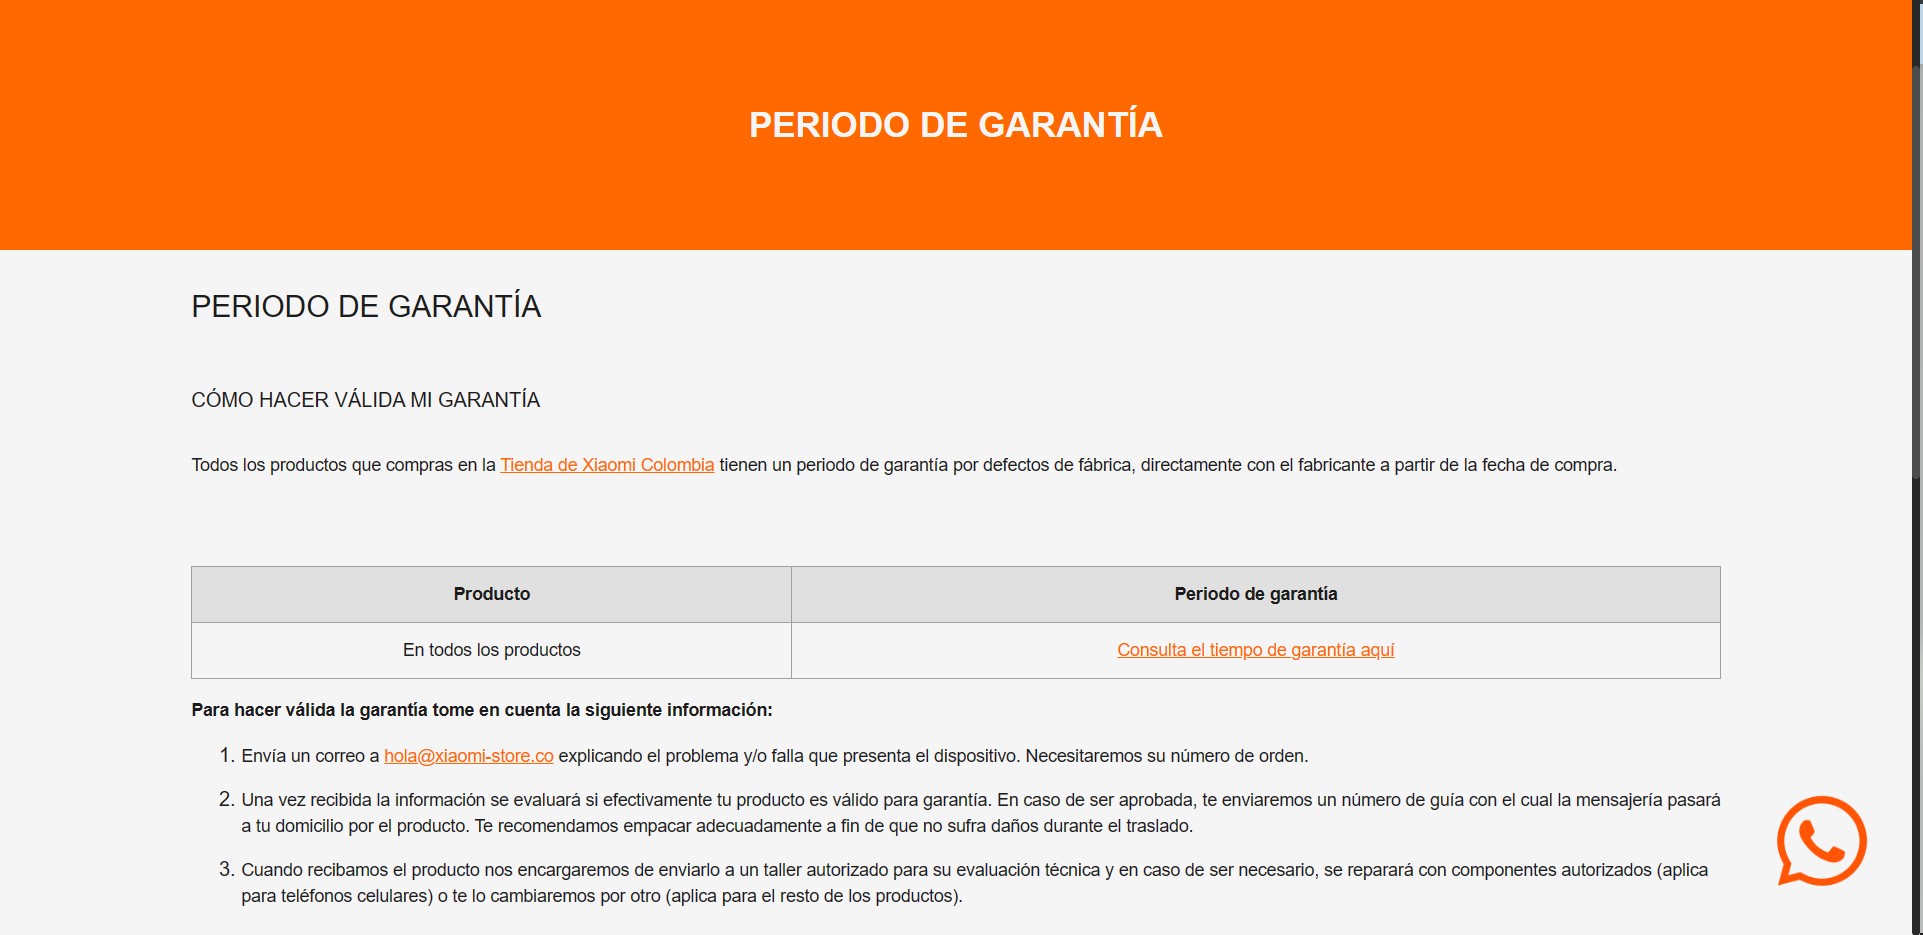 PERIODO DE GARANTÍA
PERIODO DE GARANTÍA
CÓMO HACER VÁLIDA MI GARANTÍA
Todos los productos que compras en la Tienda de Xiaomi Colombia tienen un periodo de garantía por defectos de fábrica, directamente con el fabricante a partir de la fecha de compra.
Producto
Periodo de garantía
En todos los productos
Consulta el tiempo de garantía aquí
Para hacer válida la garantía tome en cuenta la siguiente información:
1. Envía un correo a hola@xiaomi-store.co explicando el problema y/o falla que presenta el dispositivo. Necesitaremos su número de orden.
2. Una vez recibida la información se evaluará si efectivamente tu producto es válido para garantía. En caso de ser aprobada, te enviaremos un número de guía con el cual la mensajería pasará
a tu domicilio por el producto. Te recomendamos empacar adecuadamente a fin de que no sufra daños durante el traslado.
3. Cuando recibamos el producto nos encargaremos de enviarlo a un taller autorizado para su evaluación técnica y en caso de ser necesario, se reparará con componentes autorizados (aplica
para teléfonos celulares) o te lo cambiaremos por otro (aplica para el resto de los productos).